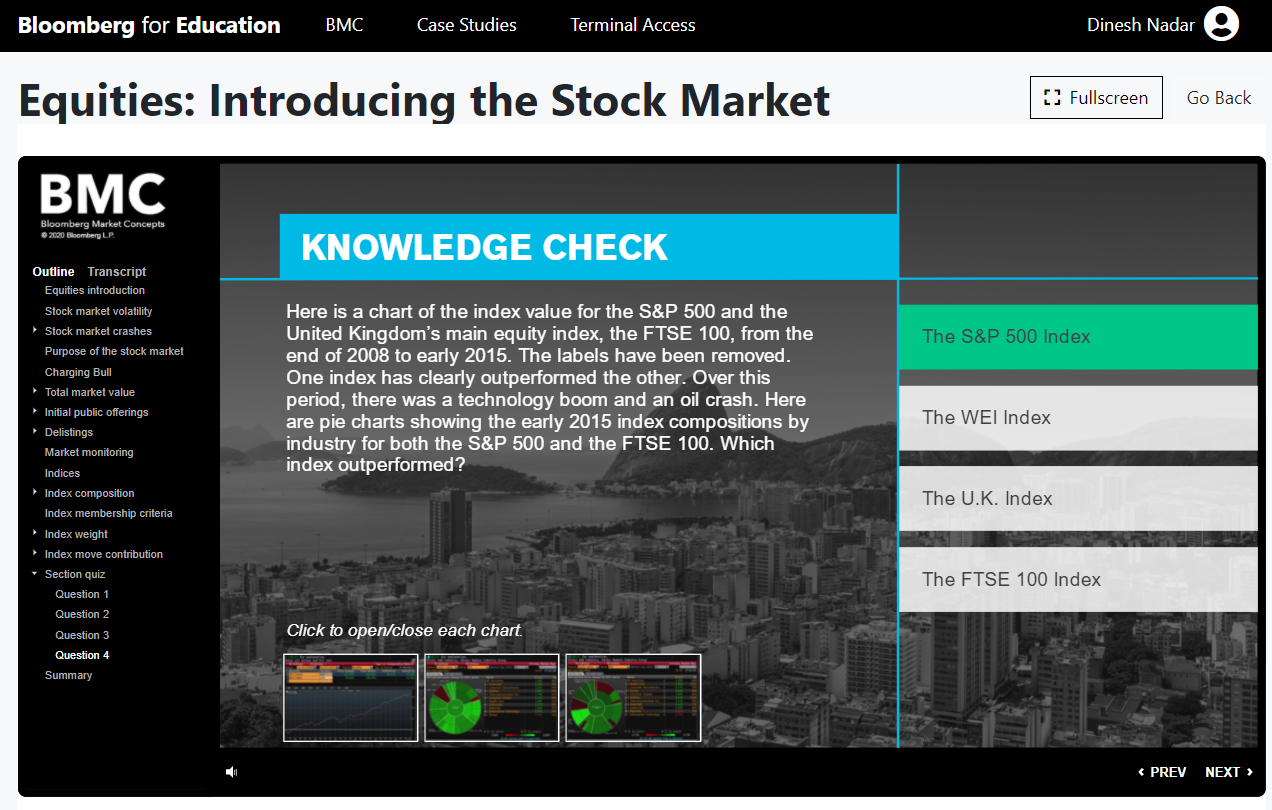 Bloomberg for Education
BMC
Case Studies
Terminal Access
Dinesh Nadar
Equities: Introducing the Stock Market
Fullscreen
Go Back
BMC
Bloomberg Market Concepts
© 2020 Bloomberg L.P.
Outline
Transcript
Equities introduction
Stock market volatility
Stock market crashes
Purpose of the stock market
Charging Bull
Total market value
Initial public offerings
Delistings
Market monitoring
Indices
Index composition
Index membership criteria
Index weight
Index move contribution
Section quiz
Question 1
Question 2
Question 3
Question 4
Summary
KNOWLEDGE CHECK
Here is a chart of the index value for the S&P 500 and the
United Kingdom's main equity index, the FTSE 100, from the
end of 2008 to early 2015. The labels have been removed.
One index has clearly outperformed the other. Over this
period, there was a technology boom and an oil crash. Here
are pie charts showing the early 2015 index compositions by
industry for both the S&P 500 and the FTSE 100. Which
index outperformed?
Click to open/close each chart.
The S&P 500 Index
The WEI Index
The U.K. Index
The FTSE 100 Index
‹ PREV
NEXT ›